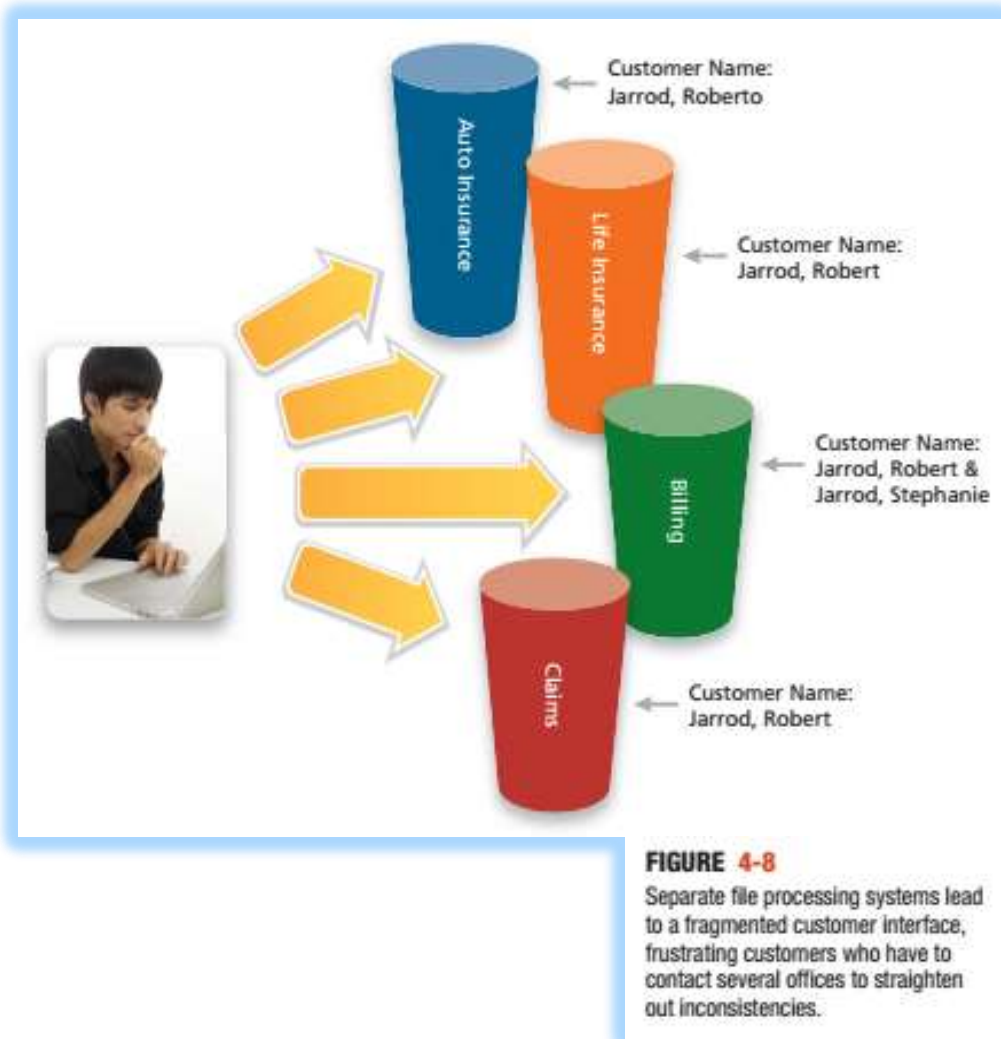 Customer Name:
Jarrod, Roberto
Auto Insurance
Life Insurance
Customer Name:
Jarrod, Robert
Billing
Customer Name:
Jarrod, Robert &
Jarrod, Stephanie
Claims
Customer Name:
Jarrod, Robert
FIGURE 4-8
Separate file processing systems lead
to a fragmented customer interface,
frustrating customers who have to
contact several offices to straighten
out inconsistencies.